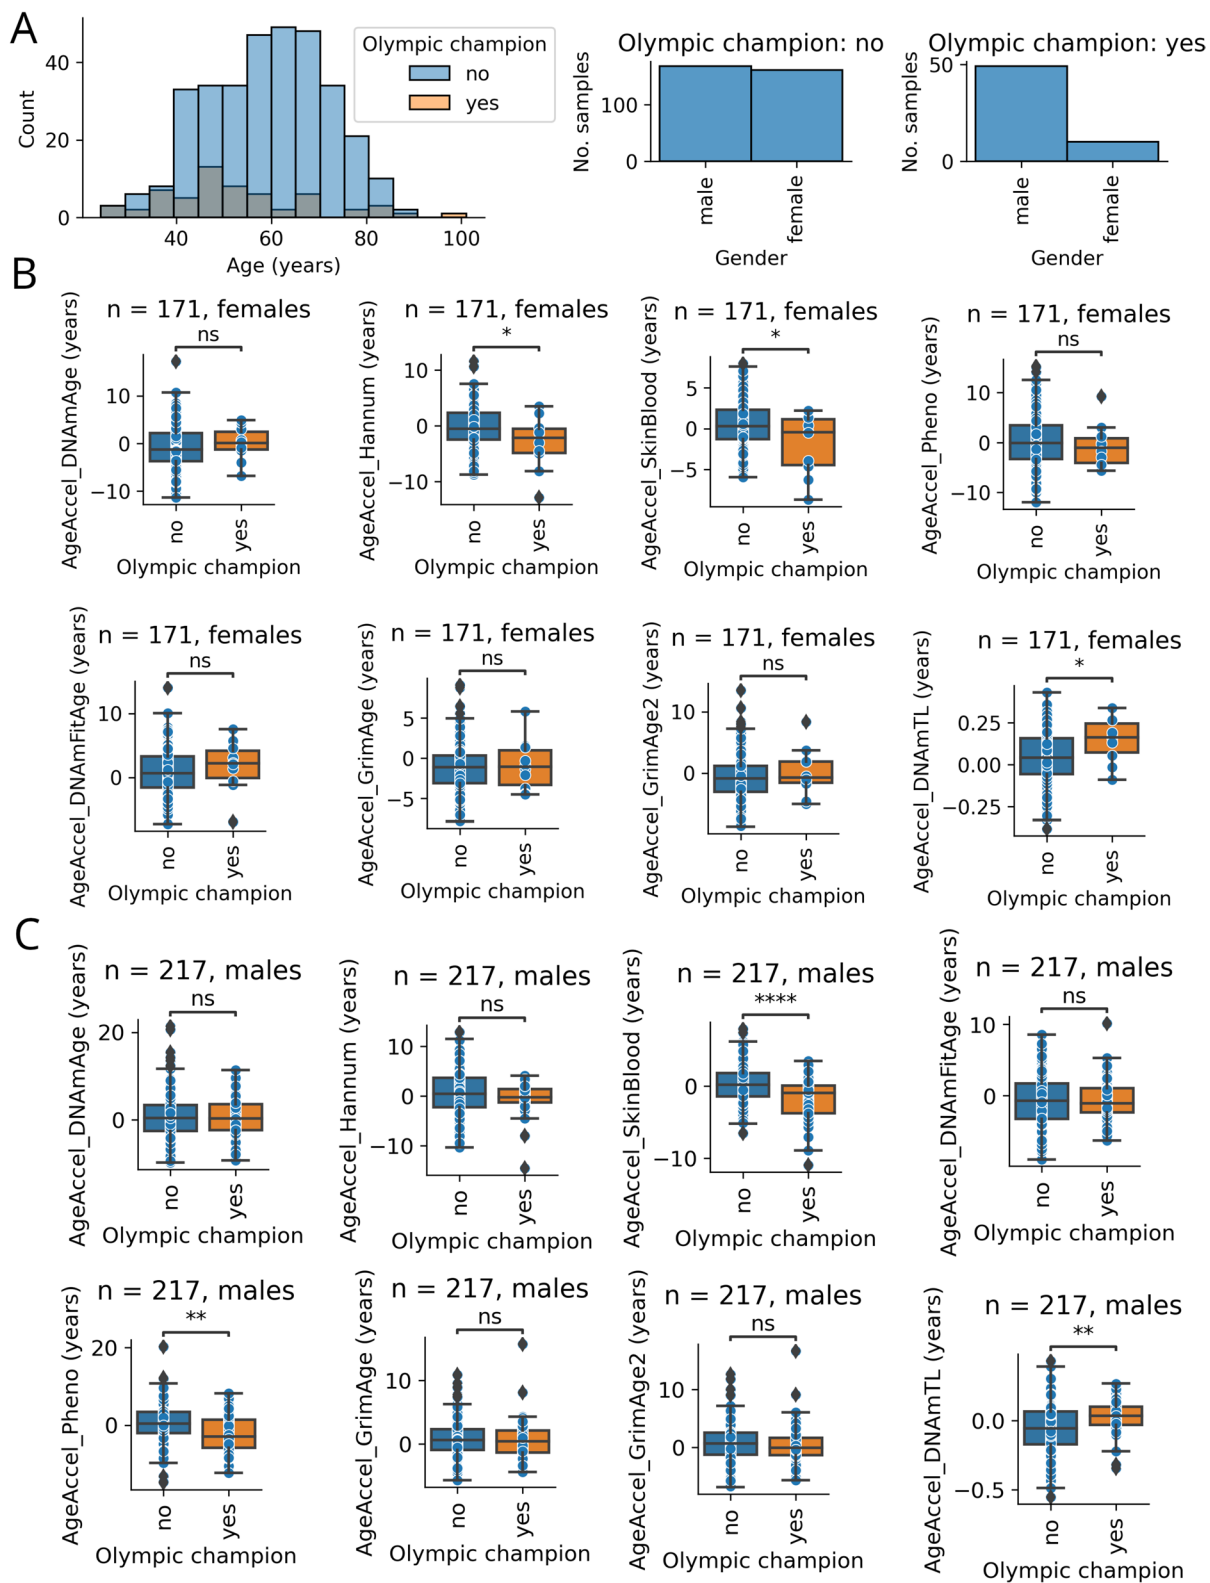 A
Count
40
20
0
40
60
80
100
Age (years)
Olympic champion
no
yes
Olympic champion: no
No. samples
100
0
male
female
Gender
Olympic champion: yes
No. samples
50
0
male
female
Gender
B
n = 171, females
ns
AgeAccel_DNAmAge (years)
10
0
−10
no
yes
Olympic champion
n = 171, females
*
AgeAccel_Hannum (years)
10
0
−10
no
yes
Olympic champion
n = 171, females
*
AgeAccel_SkinBlood (years)
5
0
−5
no
yes
Olympic champion
n = 171, females
ns
AgeAccel_Pheno (years)
10
0
−10
no
yes
Olympic champion
n = 171, females
ns
AgeAccel_DNAmFitAge (years)
10
0
no
yes
Olympic champion
n = 171, females
ns
AgeAccel_GrimAge (years)
5
0
−5
no
yes
Olympic champion
n = 171, females
ns
AgeAccel_GrimAge2 (years)
10
0
no
yes
Olympic champion
n = 171, females
*
AgeAccel_DNAmTL (years)
0.25
0.00
−0.25
no
yes
Olympic champion
C
n = 217, males
ns
AgeAccel_DNAmAge (years)
20
0
no
yes
Olympic champion
n = 217, males
ns
AgeAccel_Hannum (years)
10
0
−10
no
yes
Olympic champion
n = 217, males
****
AgeAccel_SkinBlood (years)
0
−10
no
yes
Olympic champion
n = 217, males
ns
AgeAccel_DNAmFitAge (years)
10
0
no
yes
Olympic champion
n = 217, males
**
AgeAccel_Pheno (years)
20
0
no
yes
Olympic champion
n = 217, males
ns
AgeAccel_GrimAge (years)
10
0
no
yes
Olympic champion
n = 217, males
ns
AgeAccel_GrimAge2 (years)
10
0
no
yes
Olympic champion
n = 217, males
**
AgeAccel_DNAmTL (years)
0.0
−0.5
no
yes
Olympic champion